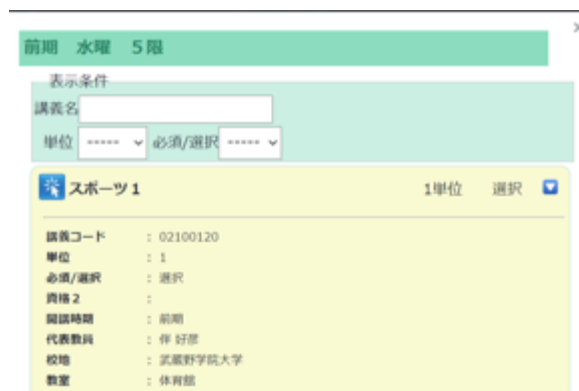 前期 水曜 5限
表示条件
講義名
単位 ----- 必須/選択 -----
スポーツ1 1単位 選択
講義コード : 02100120
単位 : 1
必須/選択 : 選択
資格2 :
開講時期 : 前期
代表教員 : 伴 好彦
校地 : 武蔵野学院大学
教室 : 体育館